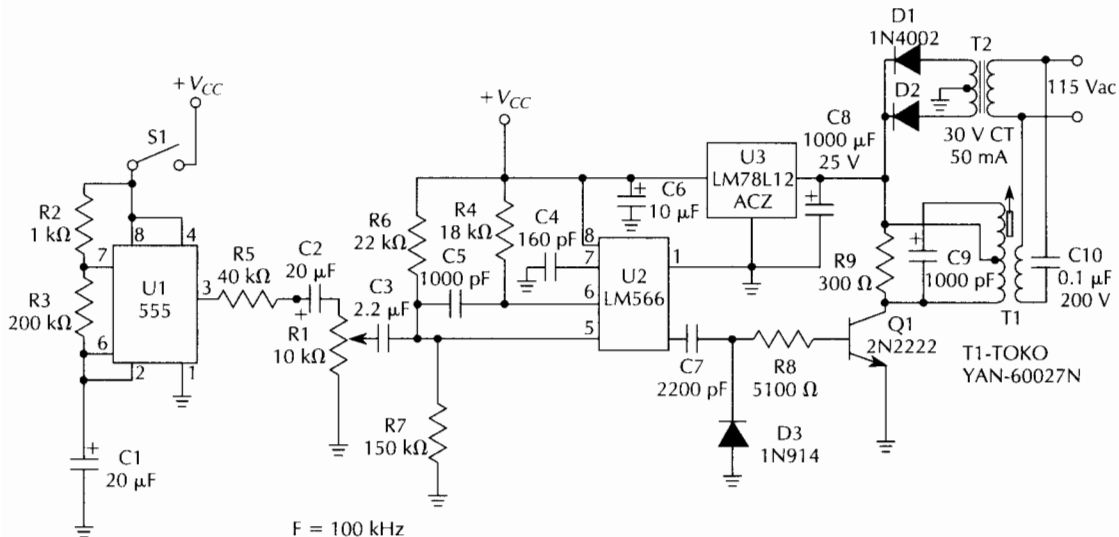 D1
1N4002
T2
+VCC
115 Vac
+VCC
D2
S1
C8
1000 µF
25 V
30 V CT
50 mA
U3
LM78L12
ACZ
+
C6
10 µF
+
R2
1 kΩ
R6
22 kΩ
R4
18 kΩ
C4
160 pF
8
4
8
7
R5
40 kΩ
C2
20 µF
C5
1000 pF
7
U2
LM566
1
+
C9
1000 pF
R9
300 Ω
C10
0.1 µF
200 V
U1
555
3
C3
2.2 µF
6
R3
200 kΩ
+
T1
R1
10 kΩ
5
Q1
2N2222
6
2
1
C7
2200 pF
R8
5100 Ω
T1-TOKO
YAN-60027N
R7
150 kΩ
D3
1N914
+
C1
20 µF
F = 100 kHz